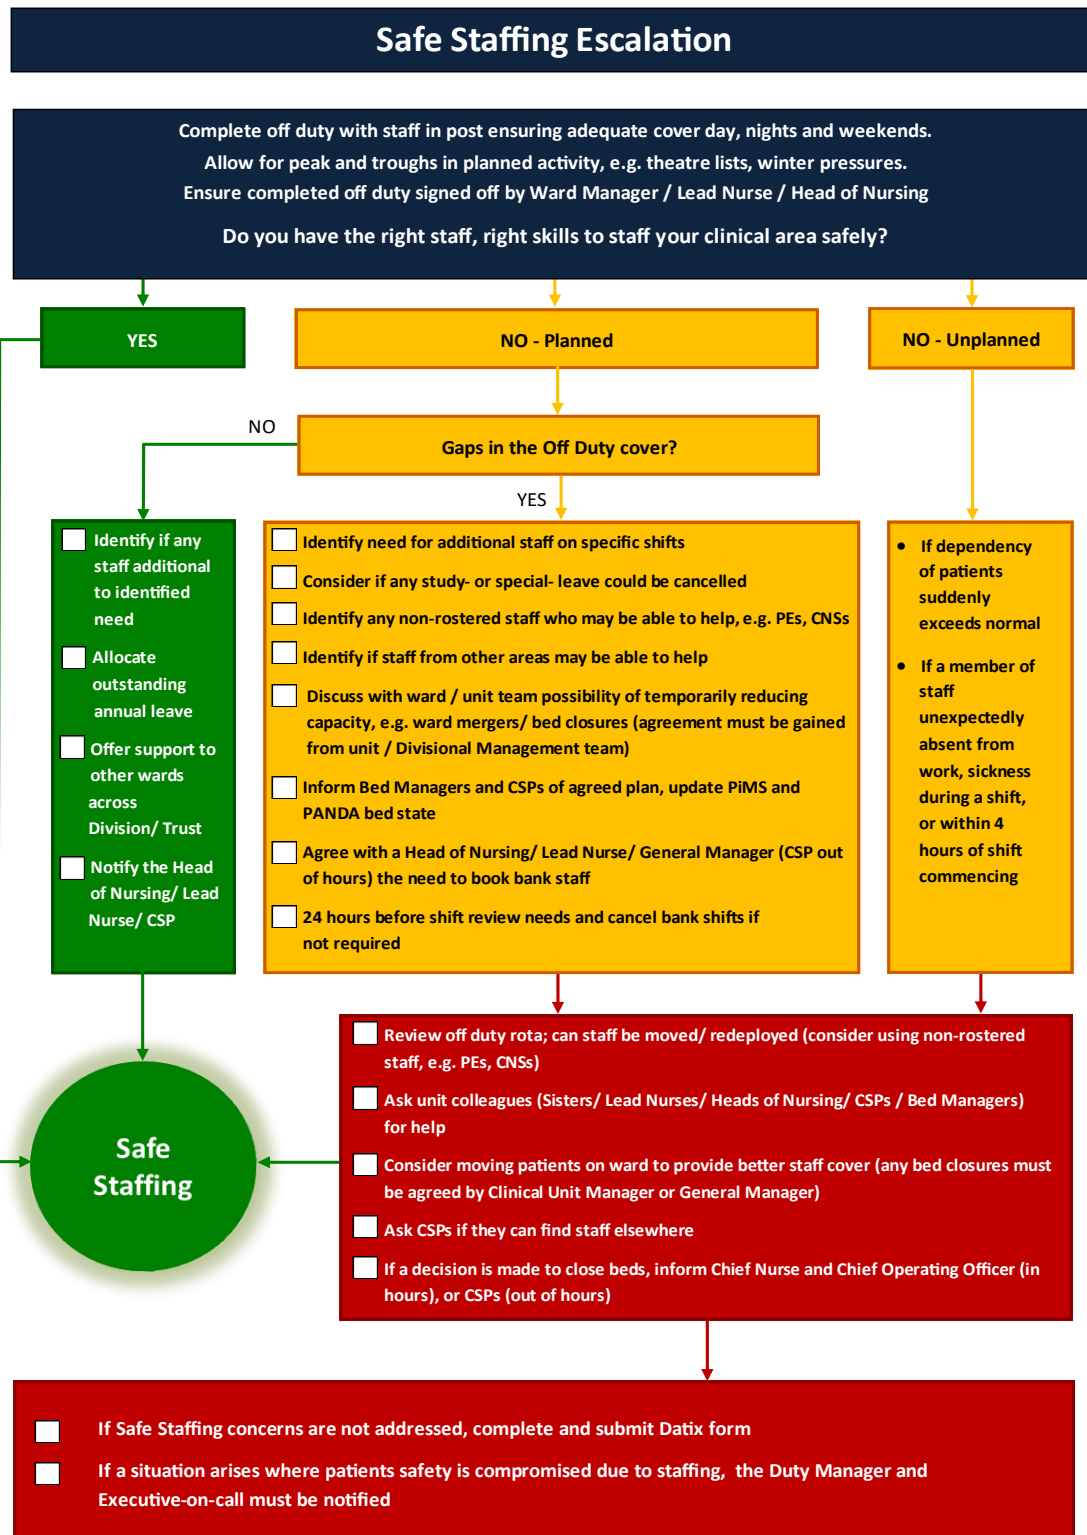 Safe Staffing Escalation
Complete off duty with staff in post ensuring adequate cover day, nights and weekends.
Allow for peak and troughs in planned activity, e.g. theatre lists, winter pressures.
Ensure completed off duty signed off by Ward Manager / Lead Nurse / Head of Nursing
Do you have the right staff, right skills to staff your clinical area safely?
YES
NO - Planned
NO - Unplanned
Gaps in the Off Duty cover?
NO
YES
Identify if any
staff additional
to identified
need
Allocate
outstanding
annual leave
Offer support to
other wards
across
Division/ Trust
Notify the Head
of Nursing/ Lead
Nurse/ CSP
Identify need for additional staff on specific shifts
Consider if any study- or special- leave could be cancelled
Identify any non-rostered staff who may be able to help, e.g. PEs, CNSs
Identify if staff from other areas may be able to help
Discuss with ward / unit team possibility of temporarily reducing
capacity, e.g. ward mergers/ bed closures (agreement must be gained
from unit / Divisional Management team)
Inform Bed Managers and CSPs of agreed plan, update PiMS and
PANDA bed state
Agree with a Head of Nursing/ Lead Nurse/ General Manager (CSP out
of hours) the need to book bank staff
24 hours before shift review needs and cancel bank shifts if
not required
• If dependency
of patients
suddenly
exceeds normal
• If a member of
staff
unexpectedly
absent from
work, sickness
during a shift,
or within 4
hours of shift
commencing
Review off duty rota; can staff be moved/ redeployed (consider using non-rostered
staff, e.g. PEs, CNSs)
Ask unit colleagues (Sisters/ Lead Nurses/ Heads of Nursing/ CSPs / Bed Managers)
for help
Consider moving patients on ward to provide better staff cover (any bed closures must
be agreed by Clinical Unit Manager or General Manager)
Ask CSPs if they can find staff elsewhere
If a decision is made to close beds, inform Chief Nurse and Chief Operating Officer (in
hours), or CSPs (out of hours)
Safe
Staffing
If Safe Staffing concerns are not addressed, complete and submit Datix form
If a situation arises where patients safety is compromised due to staffing, the Duty Manager and
Executive-on-call must be notified